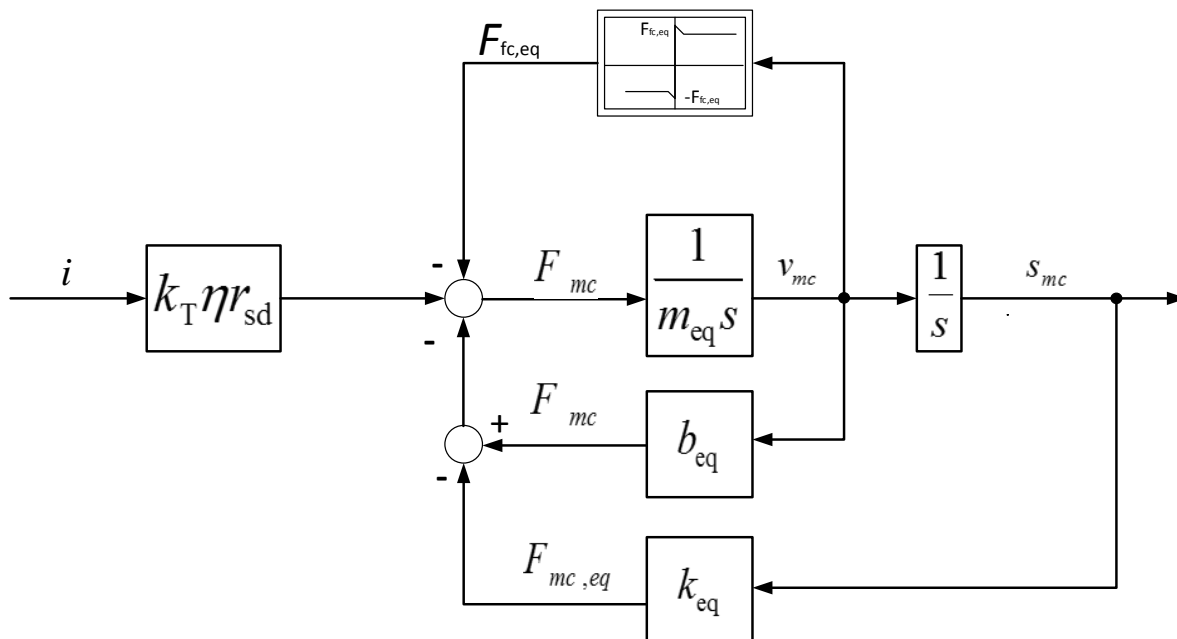 F_fc,eq
F_fc,eq
-F_fc,eq
i
k_T η r_sd
-
-
F_mc
1
m_eq s
v_mc
1
s
s_mc
F_mc
+
b_eq
-
F_mc,eq
k_eq